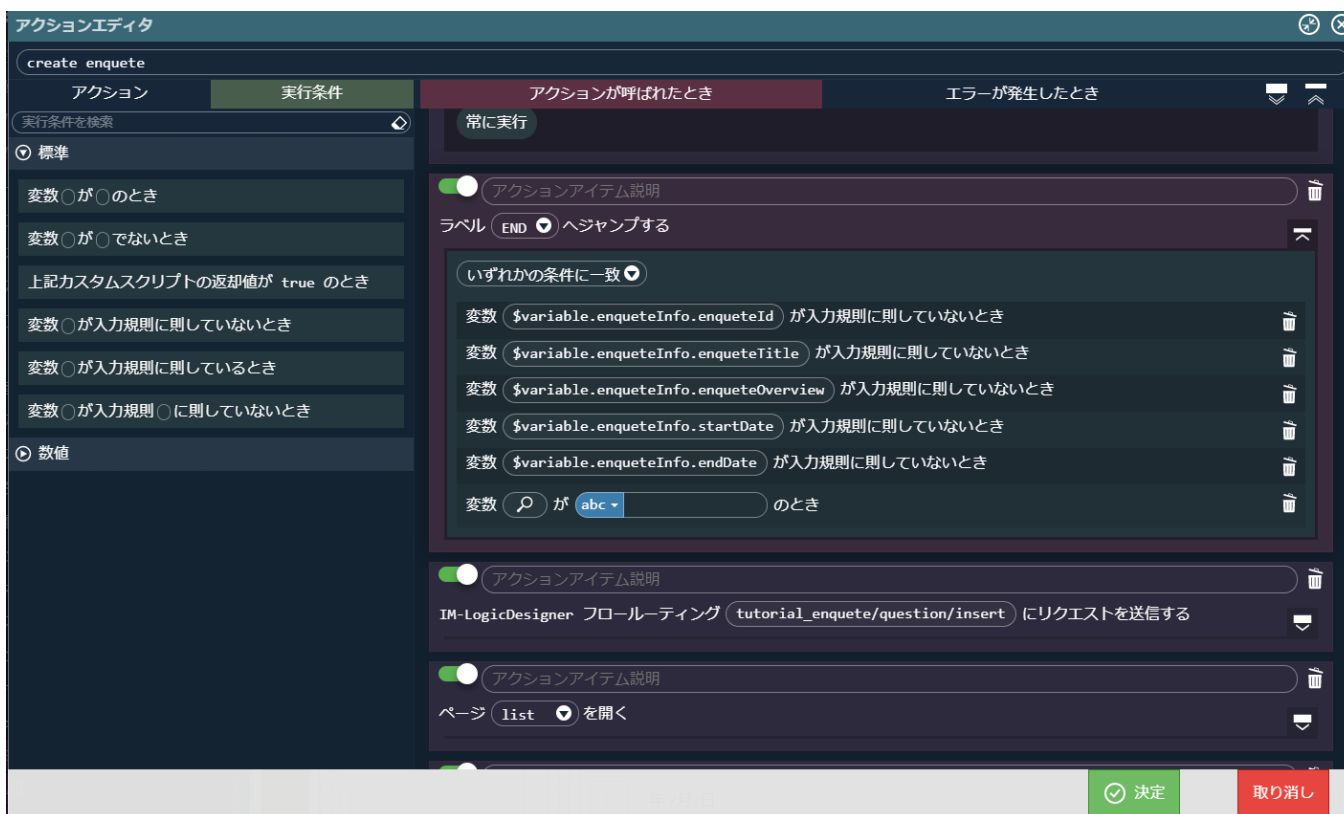 アクションエディタ
create enquete
アクション 実行条件 アクションが呼ばれたとき エラーが発生したとき
実行条件を検索
標準
変数 が のとき
変数 が でないとき
上記カスタムスクリプトの返却値が true のとき
変数 が入力規則に則していないとき
変数 が入力規則に則しているとき
変数 が入力規則 に則していないとき
数値
常に実行
アクションアイテム説明
ラベル END へジャンプする
いずれかの条件に一致
変数 $variable.enqueteInfo.enqueteId が入力規則に則していないとき
変数 $variable.enqueteInfo.enqueteTitle が入力規則に則していないとき
変数 $variable.enqueteInfo.enqueteOverview が入力規則に則していないとき
変数 $variable.enqueteInfo.startDate が入力規則に則していないとき
変数 $variable.enqueteInfo.endDate が入力規則に則していないとき
変数 が abc のとき
アクションアイテム説明
IM-LogicDesigner フロールーティング tutorial_enquete/question/insert にリクエストを送信する
アクションアイテム説明
ページ list を開く
決定 取り消し